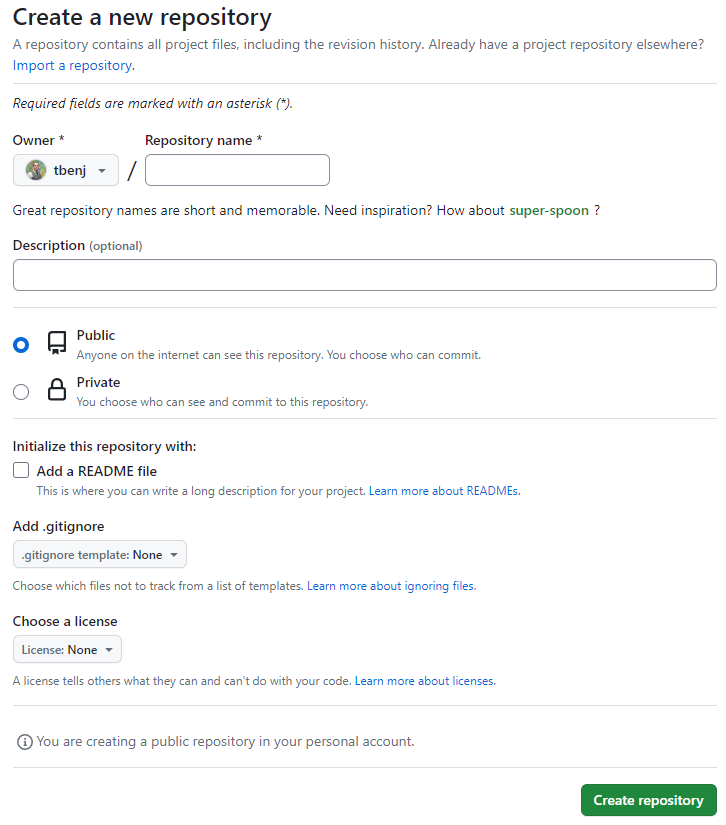 Create a new repository
A repository contains all project files, including the revision history. Already have a project repository elsewhere?
Import a repository.
Required fields are marked with an asterisk (*).
Owner * Repository name *
tbenj /
Great repository names are short and memorable. Need inspiration? How about super-spoon ?
Description (optional)
Public
Anyone on the internet can see this repository. You choose who can commit.
Private
You choose who can see and commit to this repository.
Initialize this repository with:
Add a README file
This is where you can write a long description for your project. Learn more about READMEs.
Add .gitignore
.gitignore template: None
Choose which files not to track from a list of templates. Learn more about ignoring files.
Choose a license
License: None
A license tells others what they can and can't do with your code. Learn more about licenses.
You are creating a public repository in your personal account.
Create repository